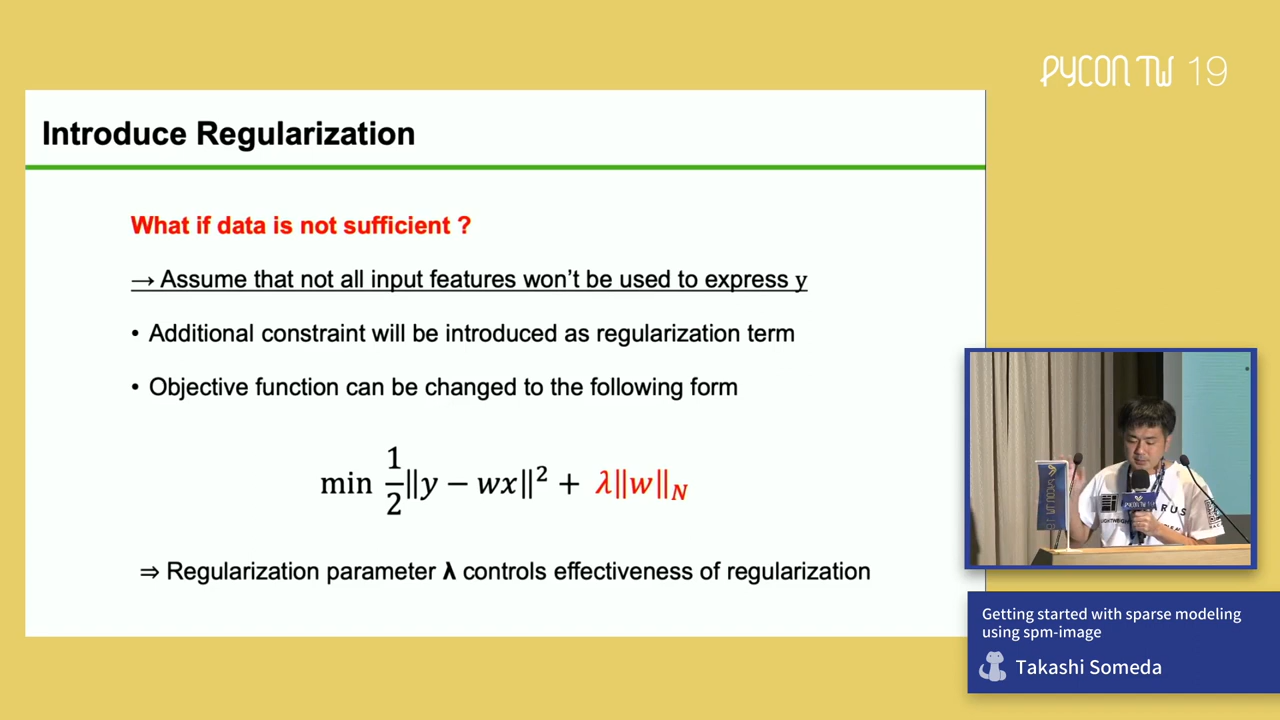 PYCON TW 19
Introduce Regularization
What if data is not sufficient ?
→ Assume that not all input features won't be used to express y
• Additional constraint will be introduced as regularization term
• Objective function can be changed to the following form
min 1/2 ‖y − wx‖² + λ‖w‖_N
⇒ Regularization parameter λ controls effectiveness of regularization
PYCON TW
Getting started with sparse modeling
using spm-image
Takashi Someda